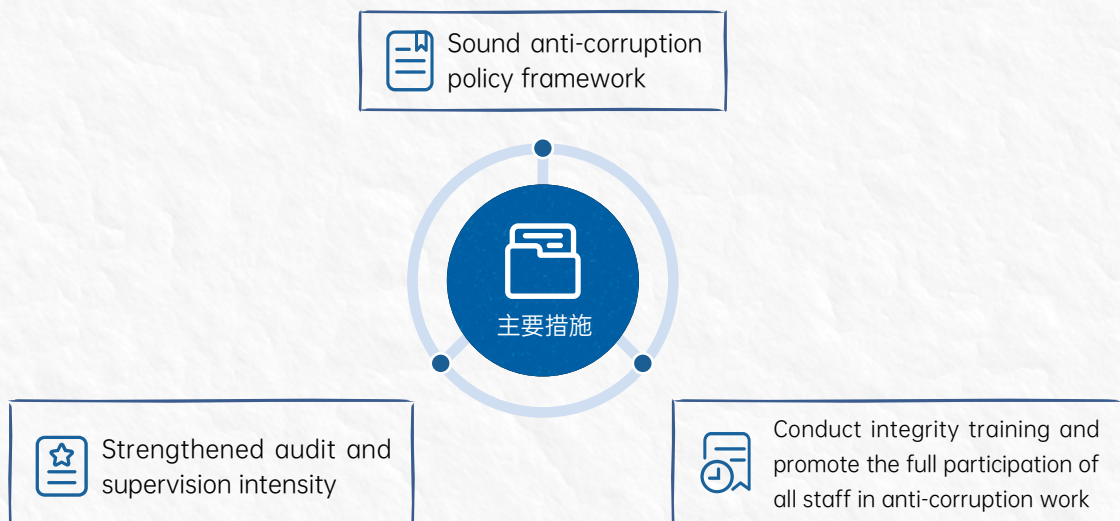 Sound anti-corruption
policy framework
主要措施
Strengthened audit and
supervision intensity
Conduct integrity training and
promote the full participation of
all staff in anti-corruption work